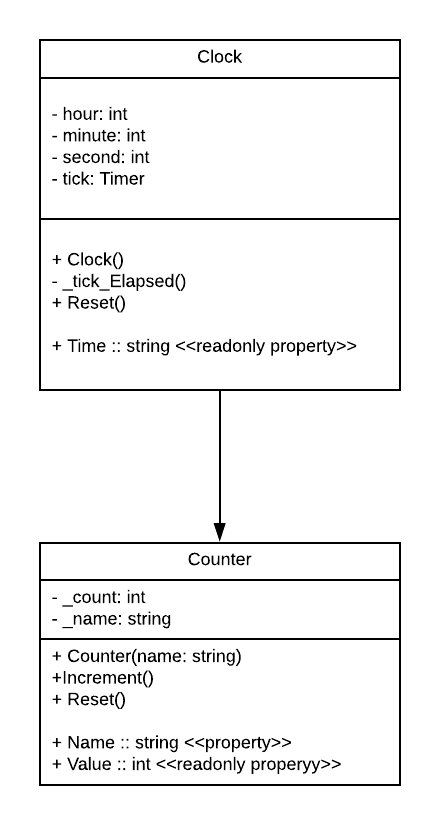 Clock
- hour: int
- minute: int
- second: int
- tick: Timer
+ Clock()
- _tick_Elapsed()
+ Reset()
+ Time :: string <<readonly property>>
Counter
- _count: int
- _name: string
+ Counter(name: string)
+Increment()
+ Reset()
+ Name :: string <<property>>
+ Value :: int <<readonly properyy>>